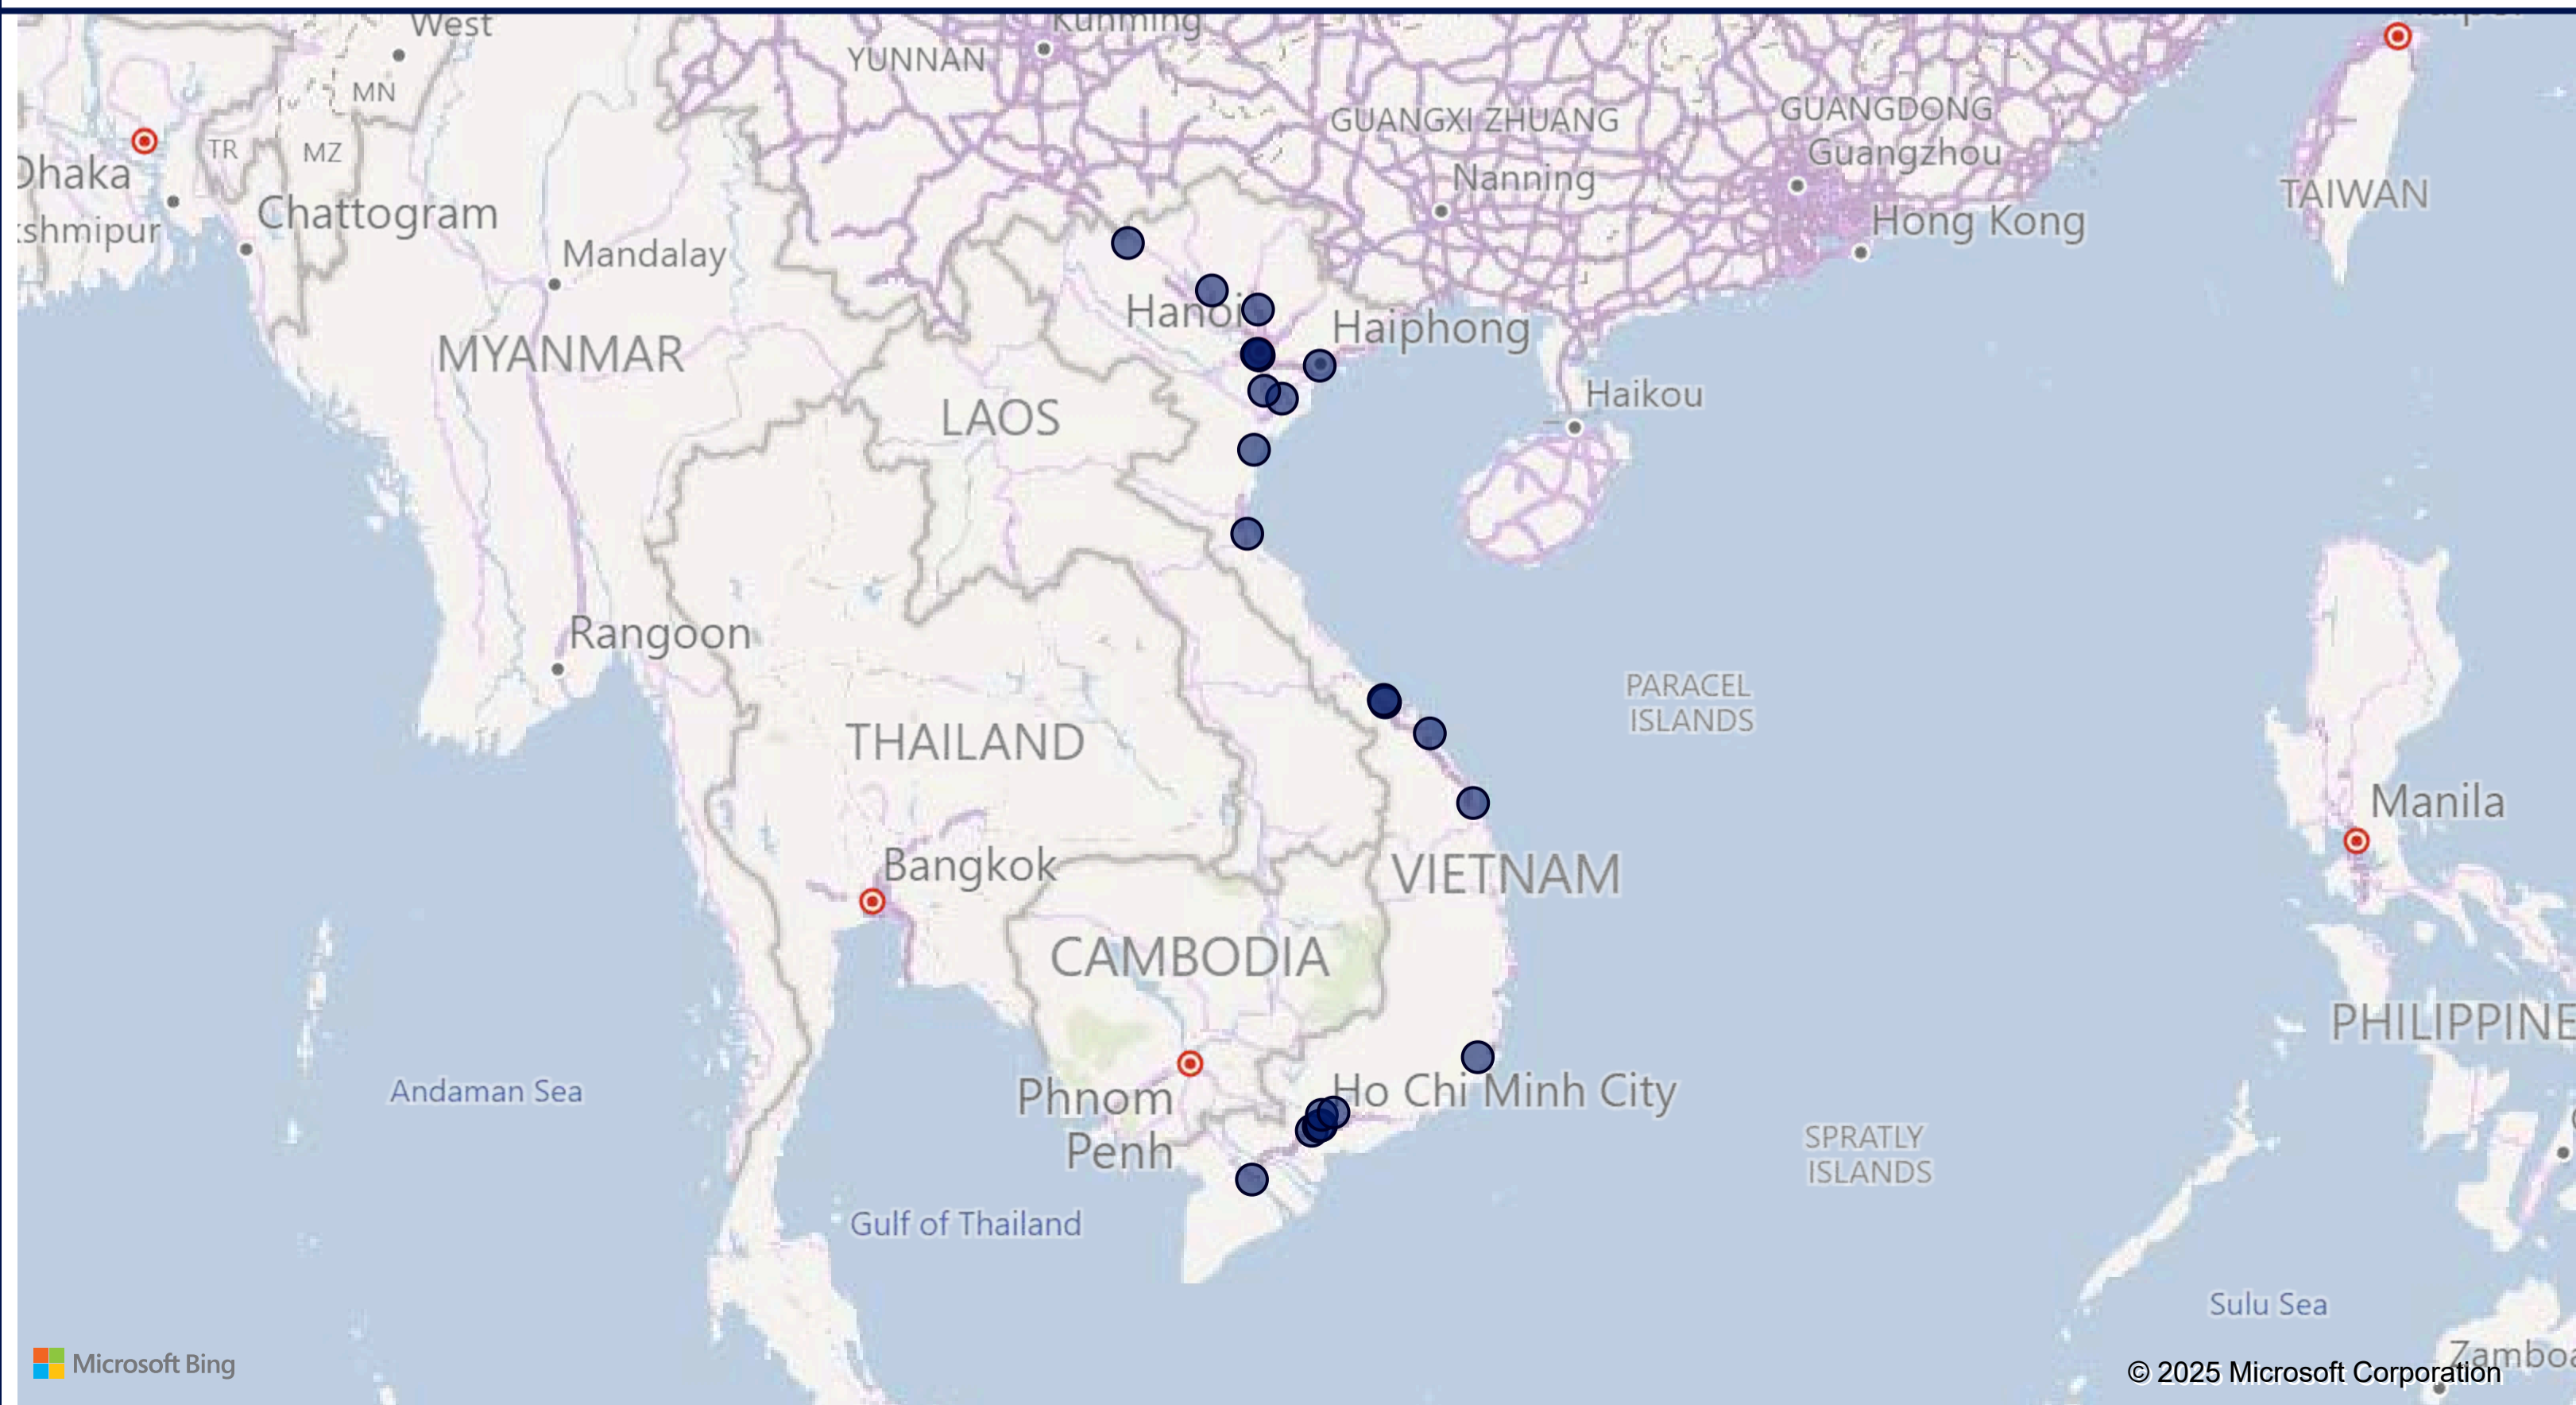 West
Kunming
YUNNAN
MN
GUANGXI ZHUANG
GUANGDONG
Guangzhou
TR
MZ
Dhaka
Nanning
TAIWAN
Chattogram
Hong Kong
kshmipur
Mandalay
Hanoi
Haiphong
MYANMAR
Haikou
LAOS
Rangoon
PARACEL
ISLANDS
THAILAND
Manila
Bangkok
VIETNAM
CAMBODIA
PHILIPPINE
Andaman Sea
Ho Chi Minh City
Phnom
Penh
SPRATLY
ISLANDS
Gulf of Thailand
Sulu Sea
Zamboa
Microsoft Bing
© 2025 Microsoft Corporation